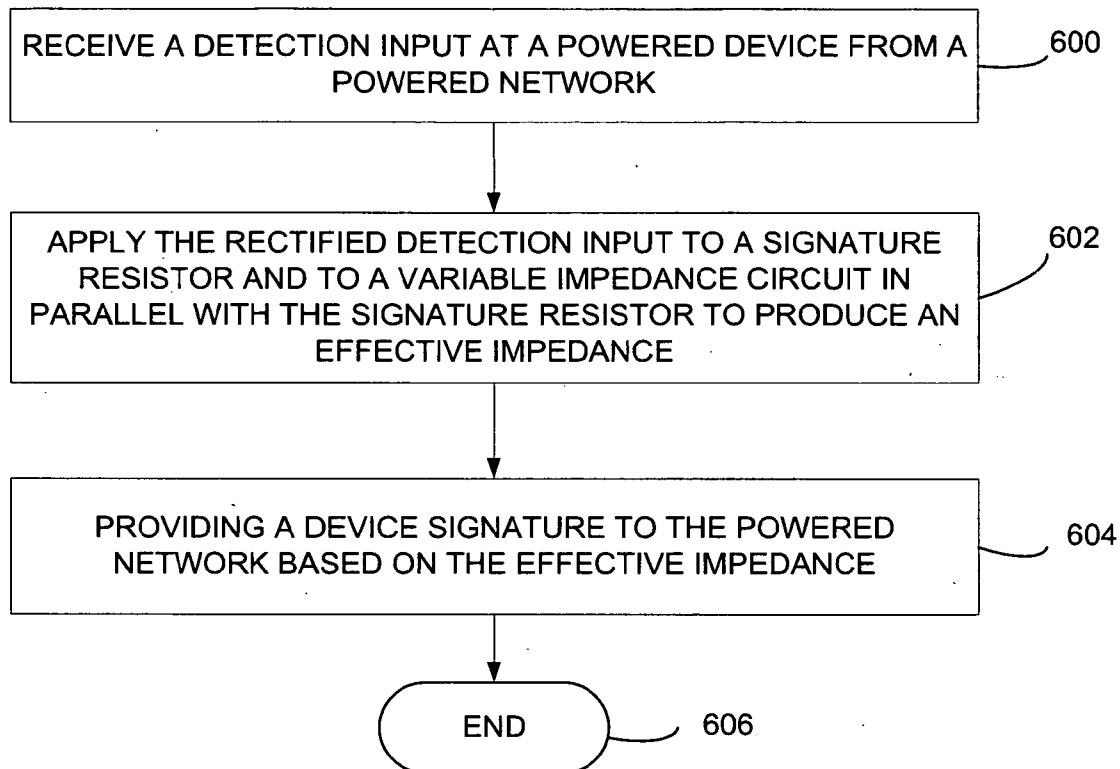 RECEIVE A DETECTION INPUT AT A POWERED DEVICE FROM A
POWERED NETWORK
600
APPLY THE RECTIFIED DETECTION INPUT TO A SIGNATURE
RESISTOR AND TO A VARIABLE IMPEDANCE CIRCUIT IN
PARALLEL WITH THE SIGNATURE RESISTOR TO PRODUCE AN
EFFECTIVE IMPEDANCE
602
PROVIDING A DEVICE SIGNATURE TO THE POWERED
NETWORK BASED ON THE EFFECTIVE IMPEDANCE
604
END
606